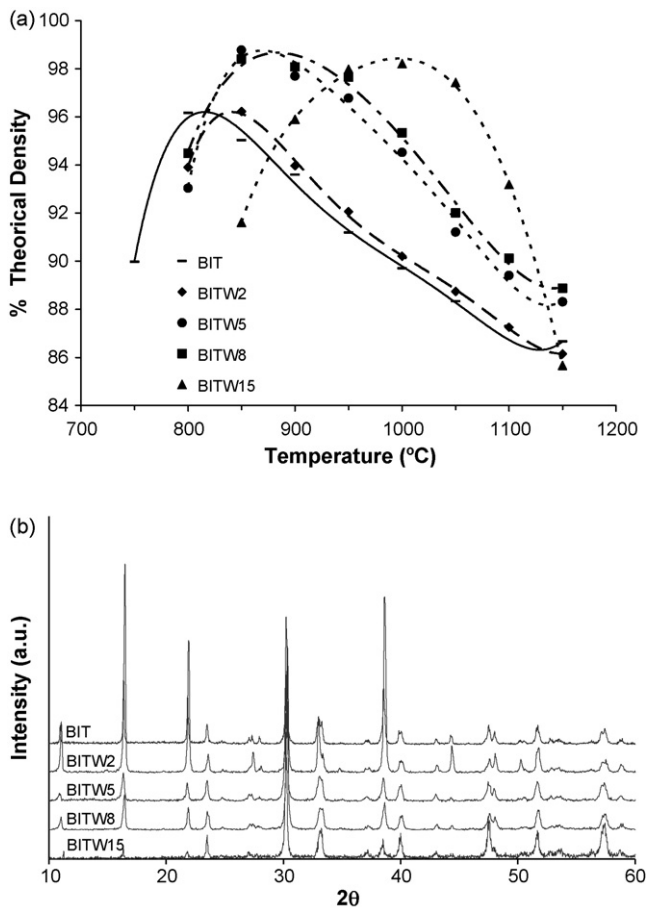 (a)
100
98
96
94
92
90
88
86
84
% Theorical Density
BIT
BITW2
BITW5
BITW8
BITW15
700
800
900
1000
1100
1200
Temperature (ºC)
(b)
Intensity (a.u.)
BIT
BITW2
BITW5
BITW8
BITW15
10
20
30
40
50
60
2θ